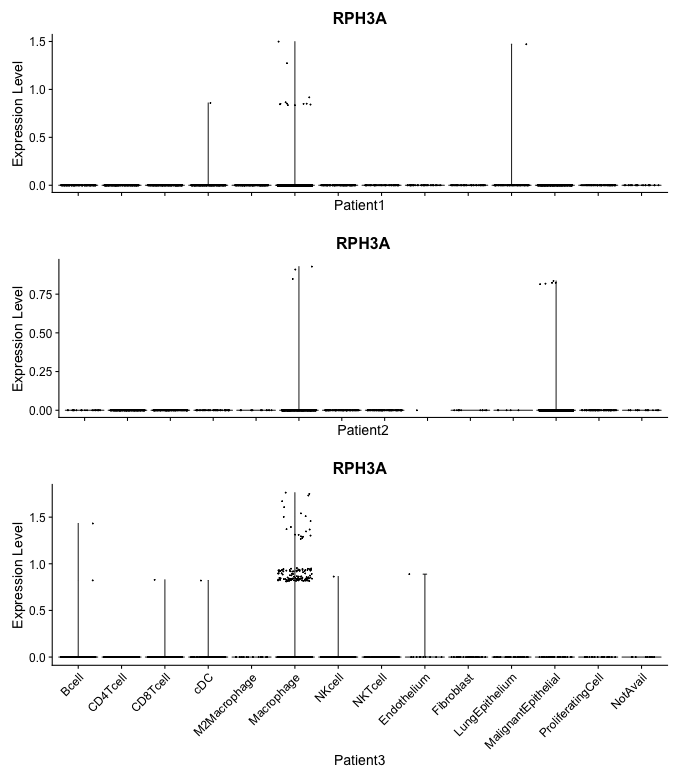 RPH3A
Expression Level
1.5
1.0
0.5
0.0
Patient1
RPH3A
Expression Level
0.75
0.50
0.25
0.00
Patient2
RPH3A
Expression Level
1.5
1.0
0.5
0.0
Bcell
CD4Tcell
CD8Tcell
cDC
M2Macrophage
Macrophage
NKcell
NKTcell
Endothelium
Fibroblast
LungEpithelium
MalignantEpithelial
ProliferatingCell
NotAvail
Patient3